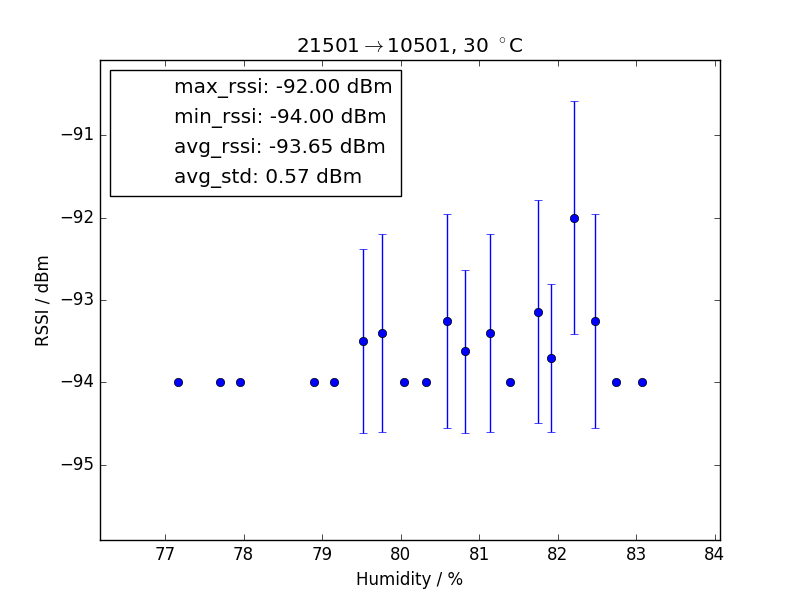 21501→10501, 30 °C
max_rssi: -92.00 dBm
min_rssi: -94.00 dBm
avg_rssi: -93.65 dBm
avg_std: 0.57 dBm
−91
−92
−93
−94
−95
RSSI / dBm
77 78 79 80 81 82 83 84
Humidity / %